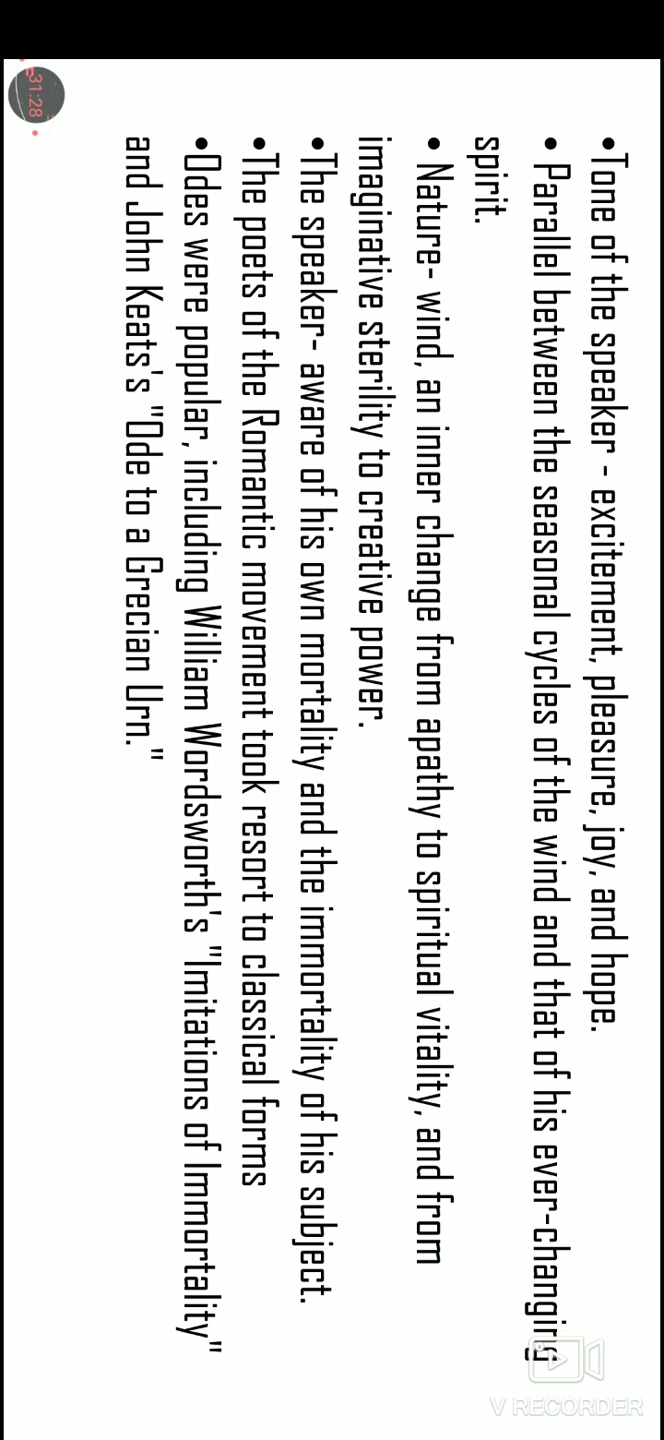 • Tone of the speaker - excitement, pleasure, joy, and hope.
• Parallel between the seasonal cycles of the wind and that of his ever-changing
spirit.
• Nature- wind, an inner change from apathy to spiritual vitality, and from
imaginative sterility to creative power.
• The speaker- aware of his own mortality and the immortality of his subject.
• The poets of the Romantic movement took resort to classical forms
• Odes were popular, including William Wordsworth's "Imitations of Immortality"
and John Keats's "Ode to a Grecian Urn."
31:28
V RECORDER